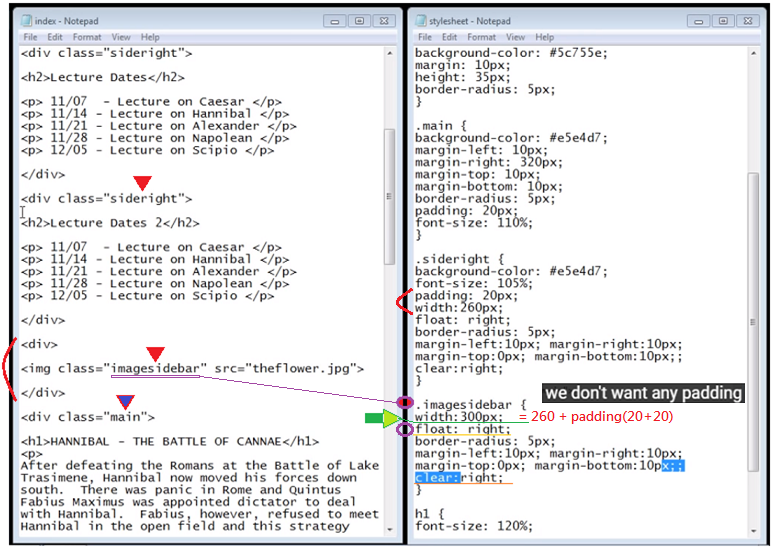 index - Notepad
File Edit Format View Help
<div class="sideright">
<h2>Lecture Dates</h2>
<p> 11/07  - Lecture on Caesar </p>
<p> 11/14 - Lecture on Hannibal </p>
<p> 11/21 - Lecture on Alexander </p>
<p> 11/28 - Lecture on Napolean </p>
<p> 12/05 - Lecture on Scipio </p>
</div>
<div class="sideright">
<h2>Lecture Dates 2</h2>
<p> 11/07  - Lecture on Caesar </p>
<p> 11/14 - Lecture on Hannibal </p>
<p> 11/21 - Lecture on Alexander </p>
<p> 11/28 - Lecture on Napolean </p>
<p> 12/05 - Lecture on Scipio </p>
</div>
<div>
<img class="imagesidebar" src="theflower.jpg">
</div>
<div class="main">
<h1>HANNIBAL - THE BATTLE OF CANNAE</h1>
<p>
After defeating the Romans at the Battle of Lake
Trasimene, Hannibal now moved his forces down
south.  There was panic in Rome and Quintus
Fabius Maximus was appointed dictator to deal
with Hannibal.  Fabius, however, refused to meet
Hannibal in the open field and this strategy
stylesheet - Notepad
File Edit Format View Help
background-color: #5c755e;
margin: 10px;
height: 35px;
border-radius: 5px;
}
.main {
background-color: #e5e4d7;
margin-left: 10px;
margin-right: 320px;
margin-top: 10px;
margin-bottom: 10px;
border-radius: 5px;
padding: 20px;
font-size: 110%;
}
.sideright {
background-color: #e5e4d7;
font-size: 105%;
padding: 20px;
width:260px;
float: right;
border-radius: 5px;
margin-left:10px; margin-right:10px;
margin-top:0px; margin-bottom:10px;;
clear:right;
}
we don't want any padding
.imagesidebar {
width:300px; = 260 + padding(20+20)
float: right;
border-radius: 5px;
margin-left:10px; margin-right:10px;
margin-top:0px; margin-bottom:10px;;
clear:right;
}
h1 {
font-size: 120%;